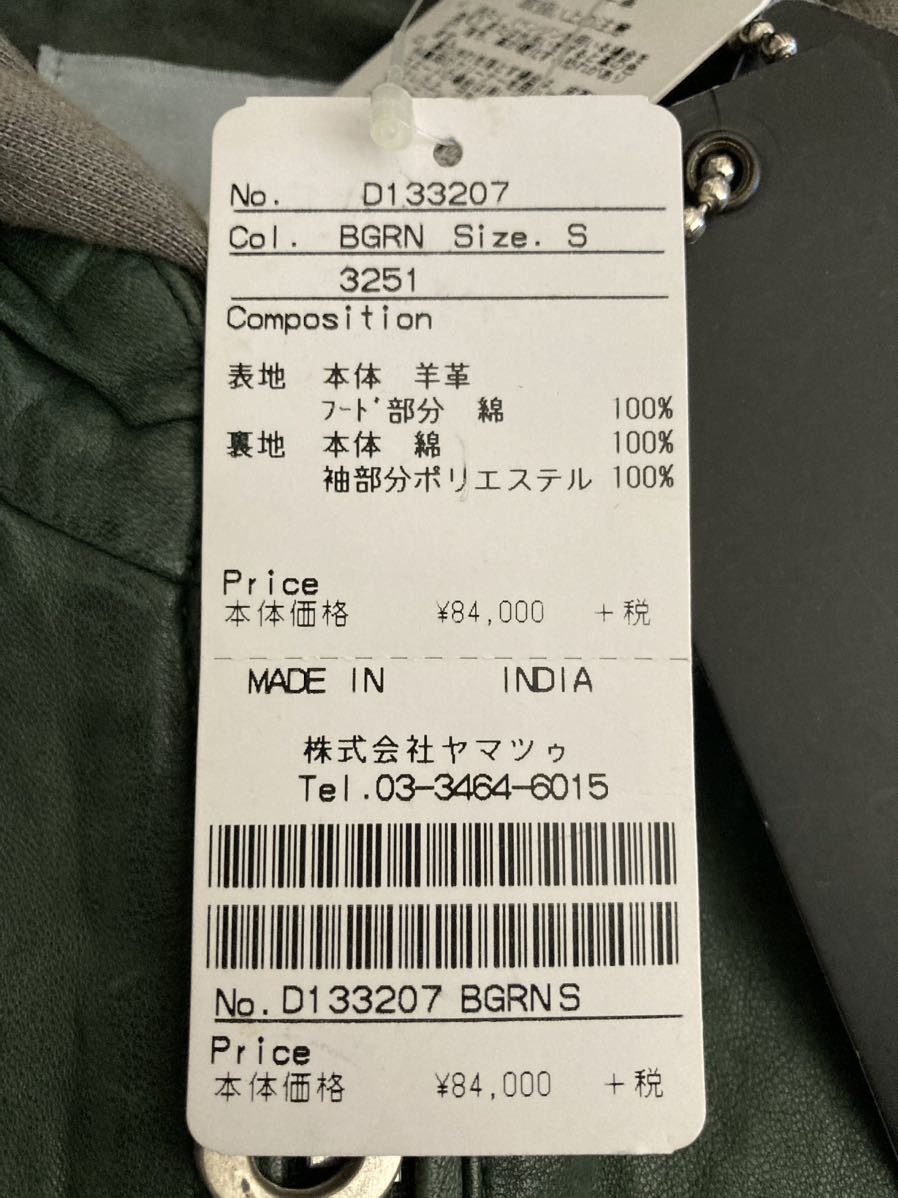 No. D133207
Col. BGRN Size. S
3251
Composition
表地 本体 羊革
フード部分 綿 100%
裏地 本体 綿 100%
袖部分ポリエステル 100%
Price
本体価格 ¥84,000 +税
MADE IN INDIA
株式会社ヤマツゥ
Tel.03-3464-6015
No.D133207 BGRNS
Price
本体価格 ¥84,000 +税